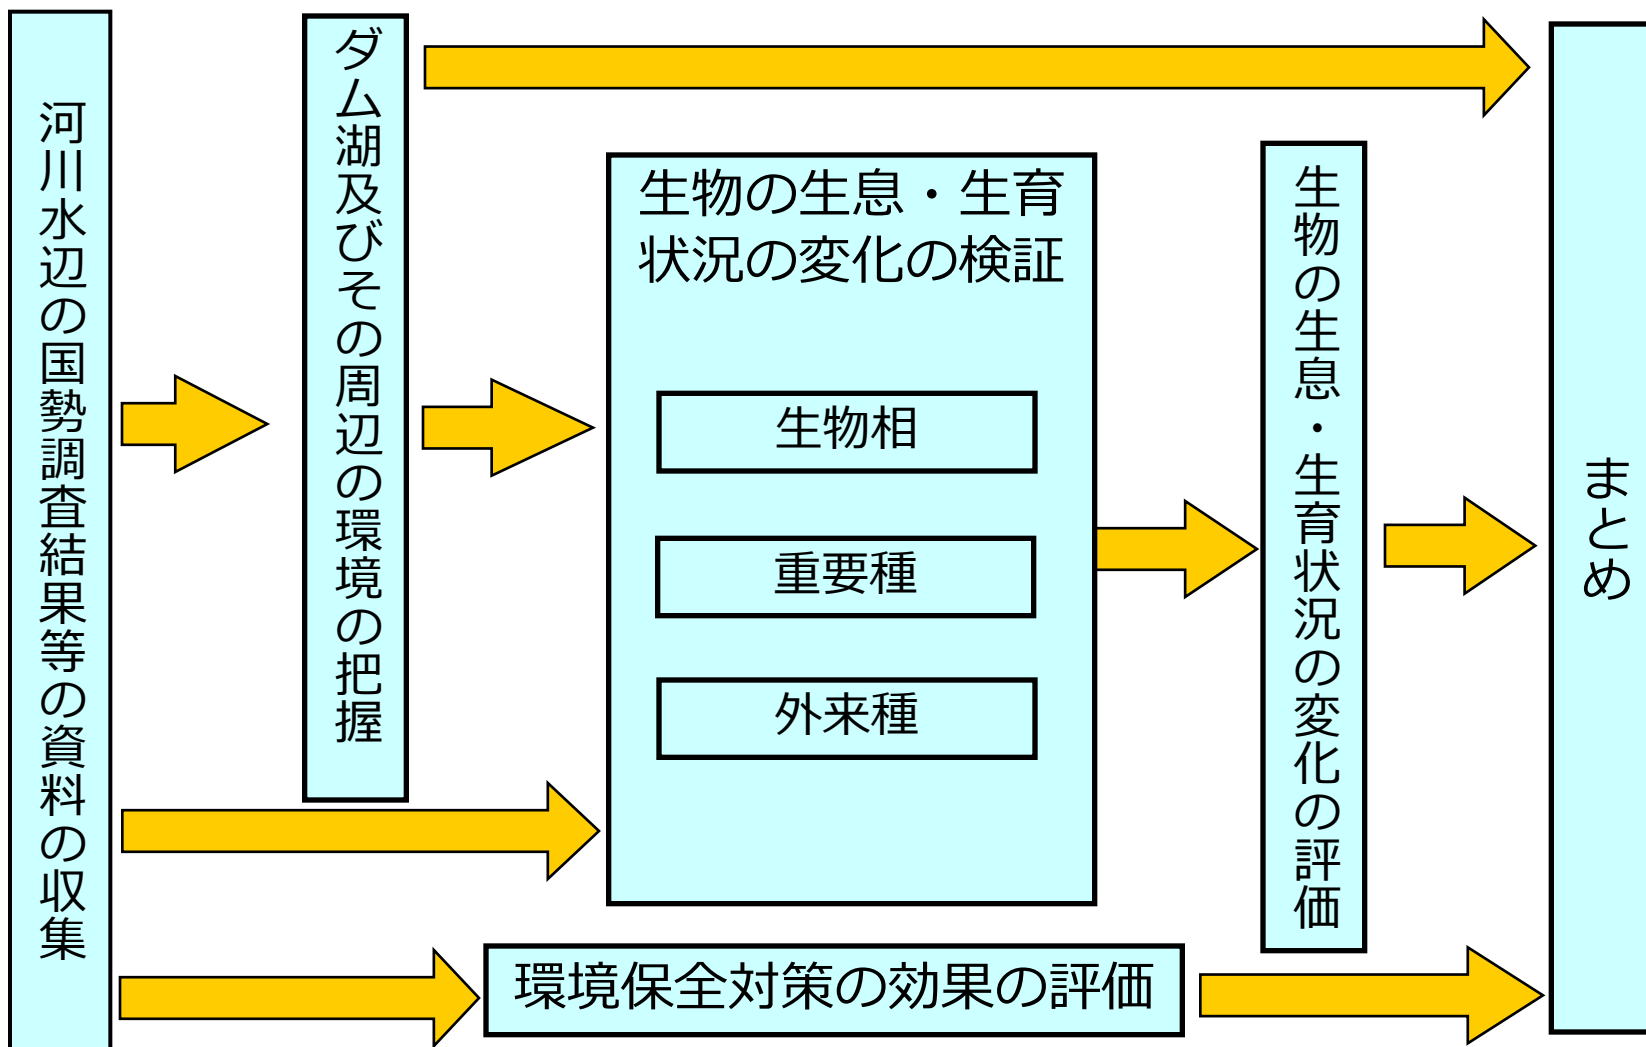 河川水辺の国勢調査結果等の資料の収集
ダム湖及びその周辺の環境の把握
生物の生息・生育
状況の変化の検証
生物相
重要種
外来種
生物の生息・生育状況の変化の評価
環境保全対策の効果の評価
まとめ